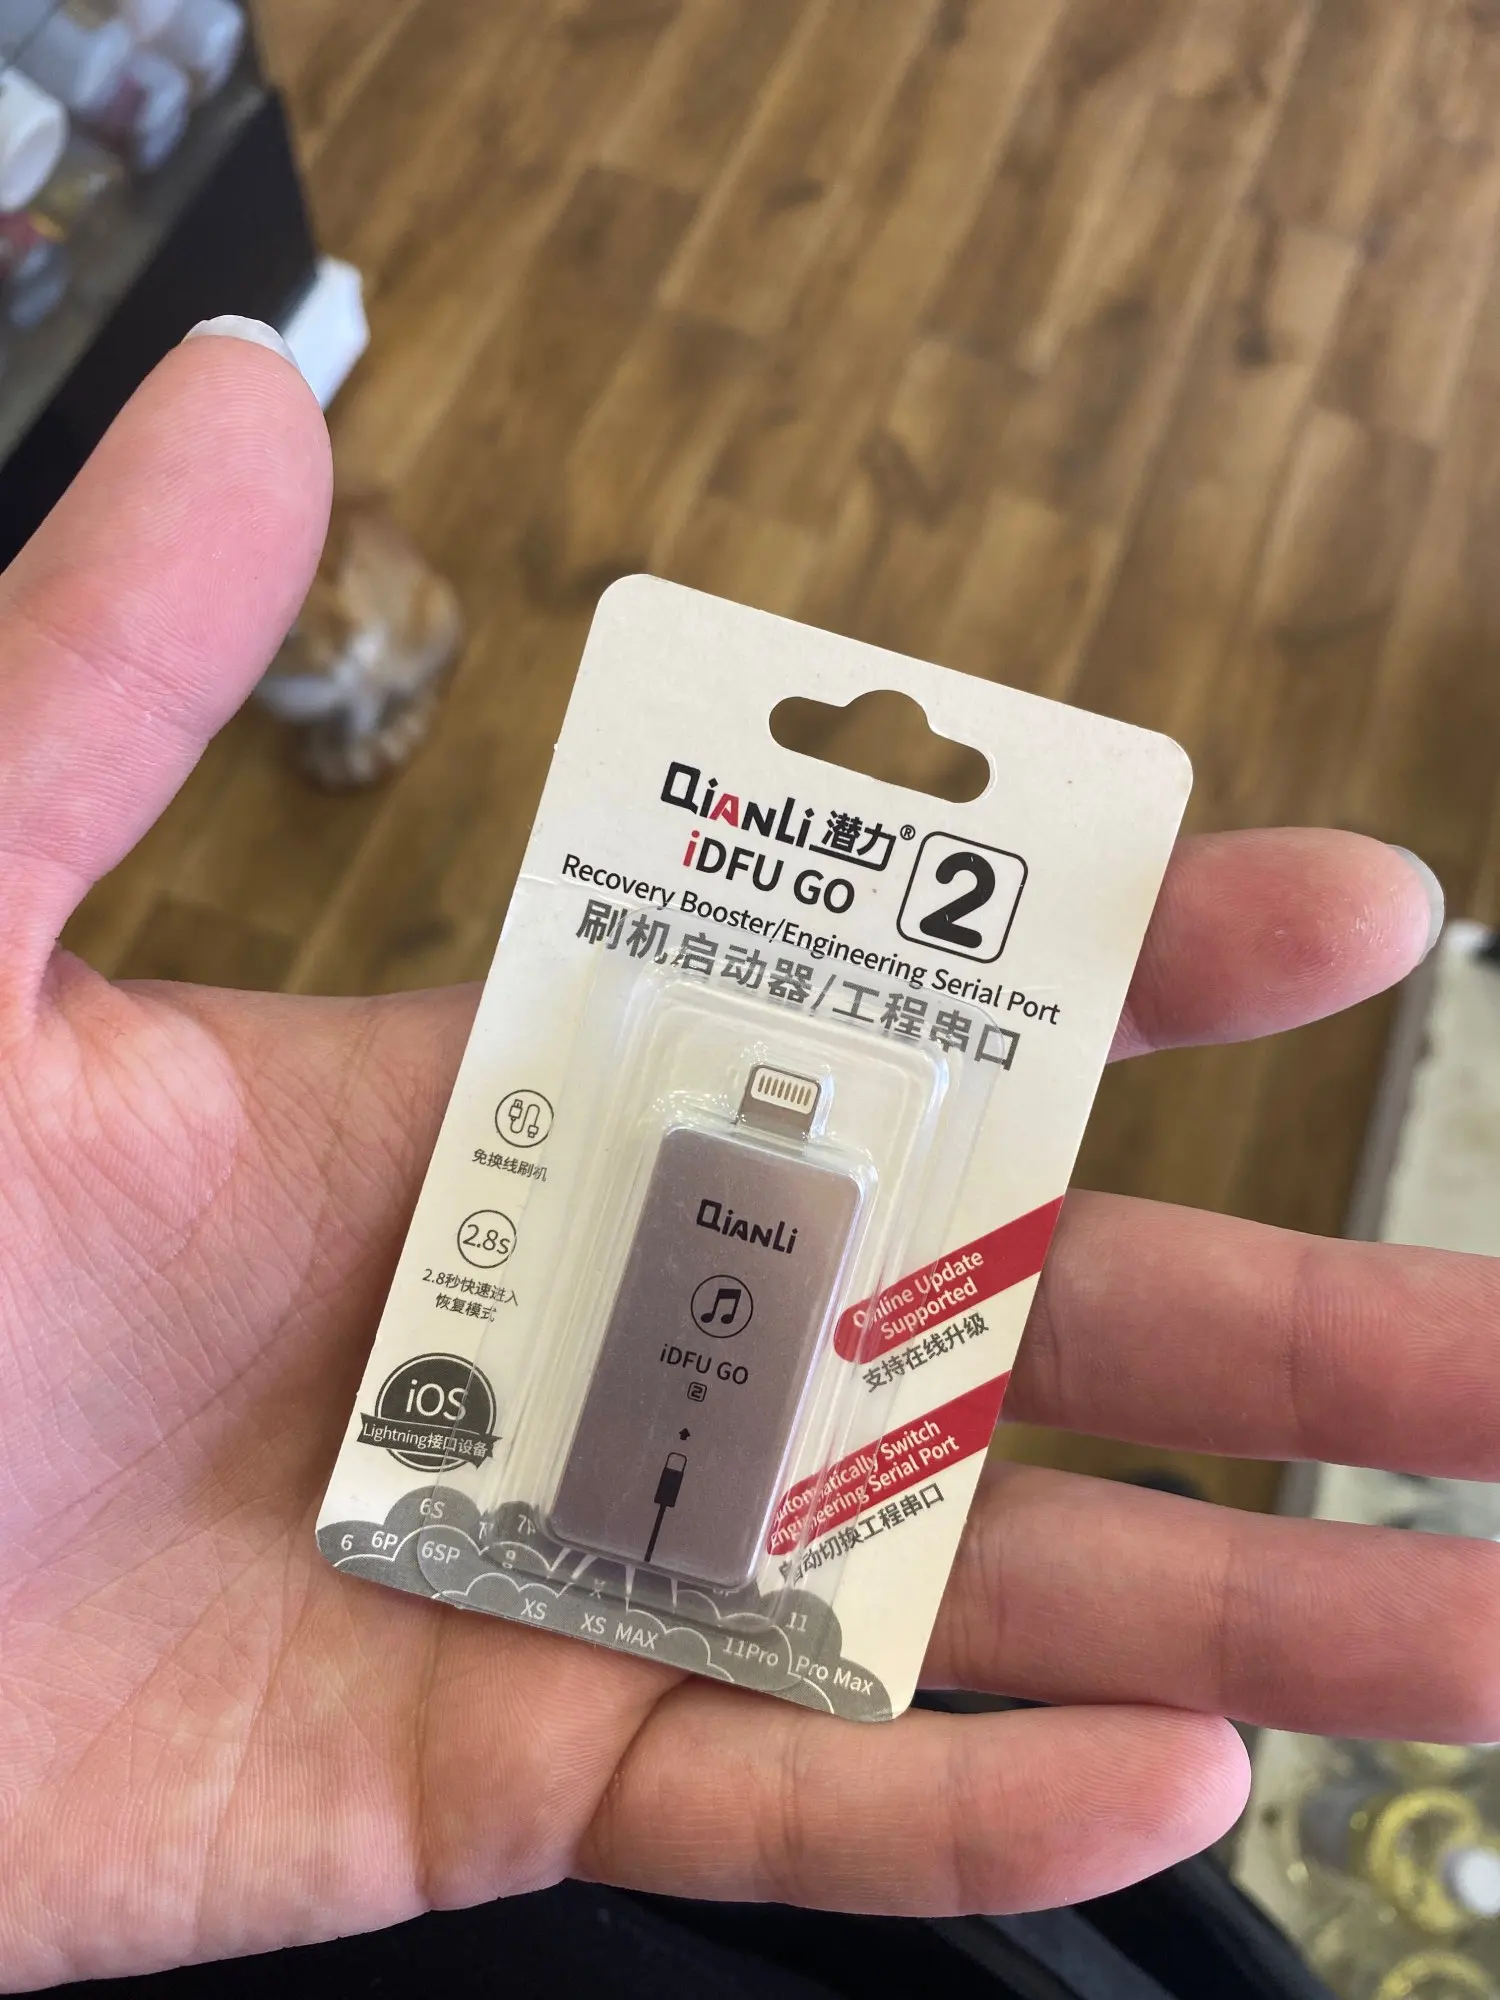 QIANLI 潜力®
iDFU GO 2
Recovery Booster/Engineering Serial Port
刷机启动器/工程串口
免换线刷机
2.8s
2.8秒快速进入
恢复模式
iOS
Lightning接口设备
QIANLI
iDFU GO
2
Online Update
Supported
支持在线升级
Automatically Switch
Engineering Serial Port
自动切换工程串口
6 6P 6S 6SP 7P 8 X 11
XS XS MAX 11Pro Pro Max